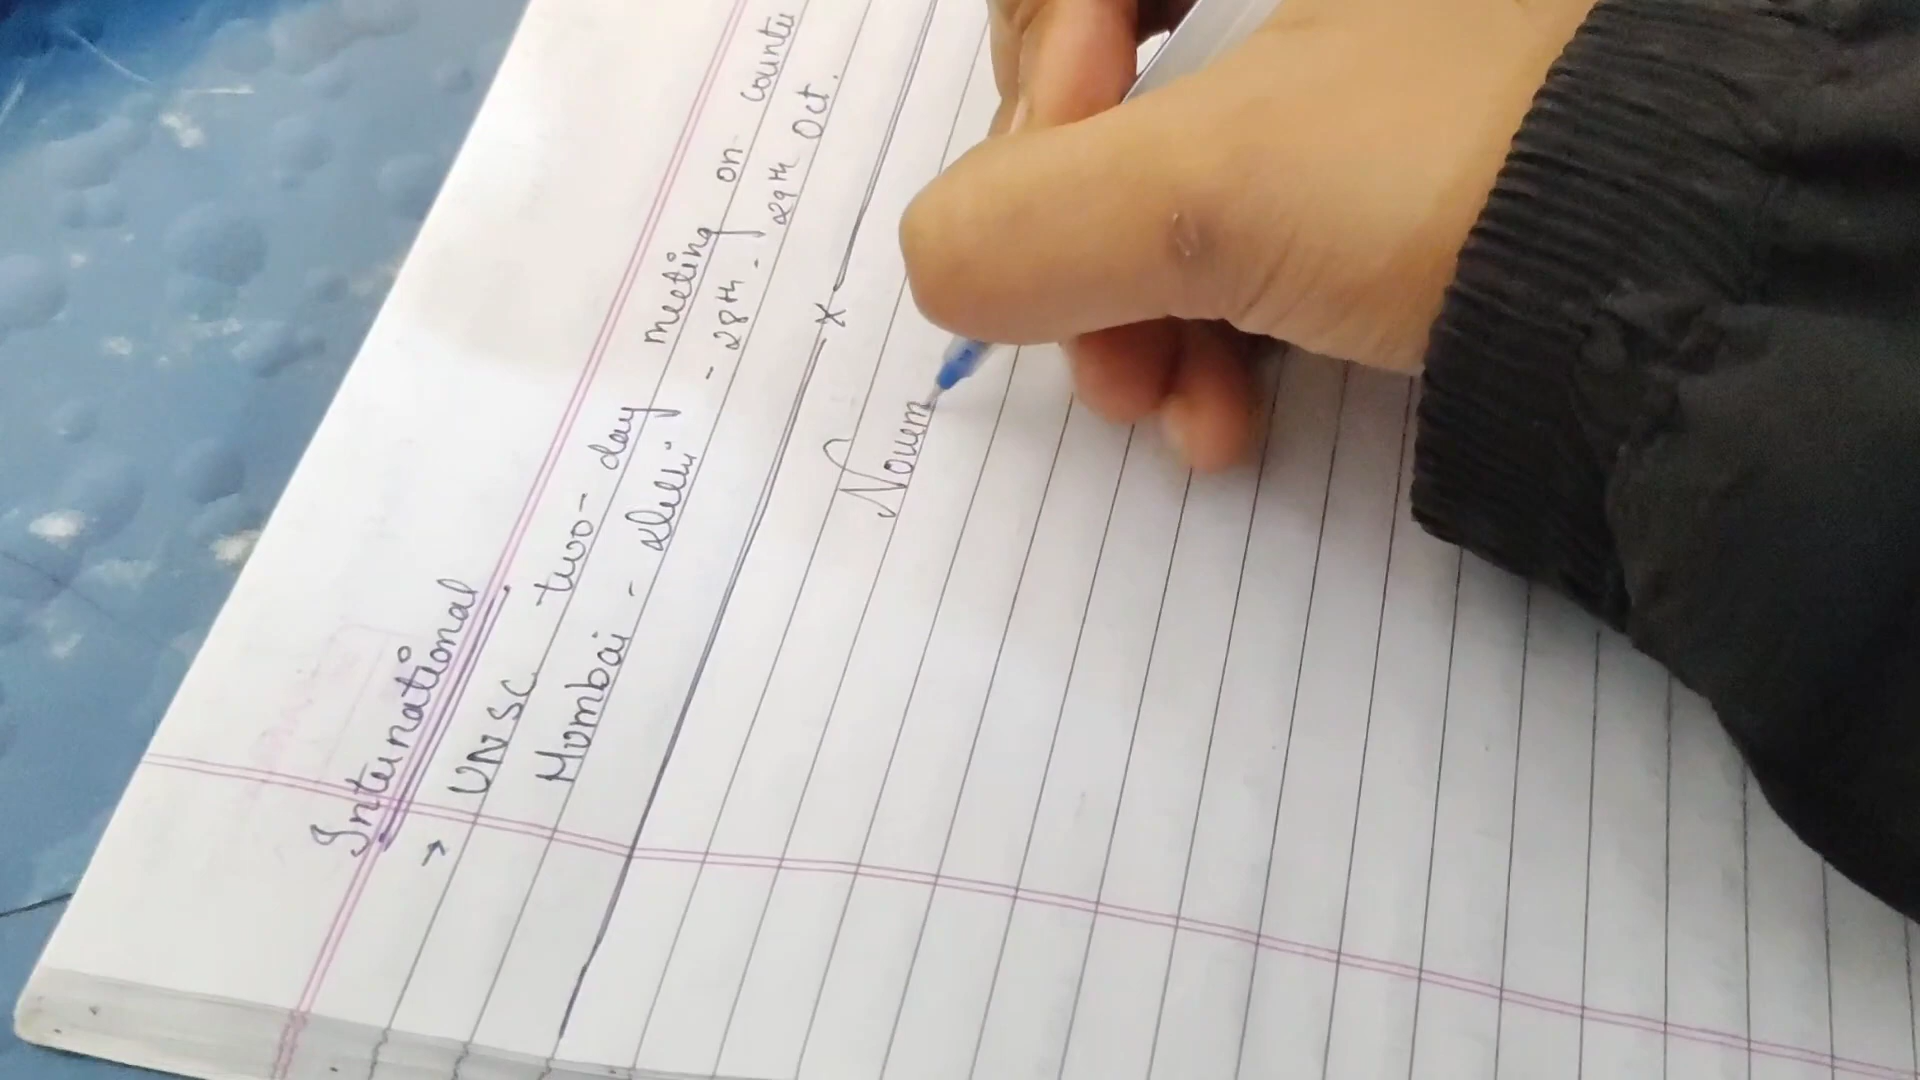 International
→ UNSC two-day meeting on counte
Mumbai - Delhi - 28th - 29th Oct.
x
Novem